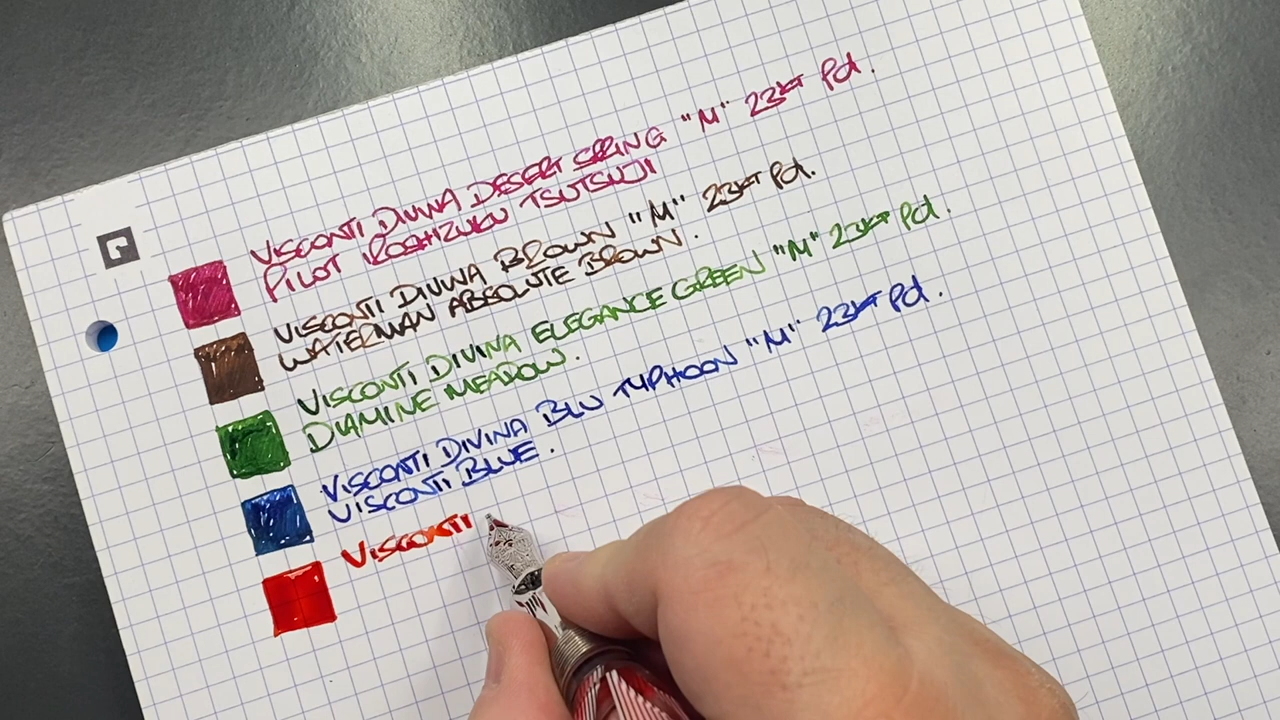 VISCONTI DIVINA DESERT SPRING "M" 23KT Pd.
PILOT IROSHIZUKU TSUTSUJI
VISCONTI DIVINA BROWN "M" 23KT Pd.
WATERMAN ABSOLUTE BROWN.
VISCONTI DIVINA ELEGANCE GREEN "M" 23KT Pd.
DIAMINE MEADOW.
VISCONTI DIVINA BLU TYPHOON "M" 23KT Pd.
VISCONTI BLUE.
VISCONTI